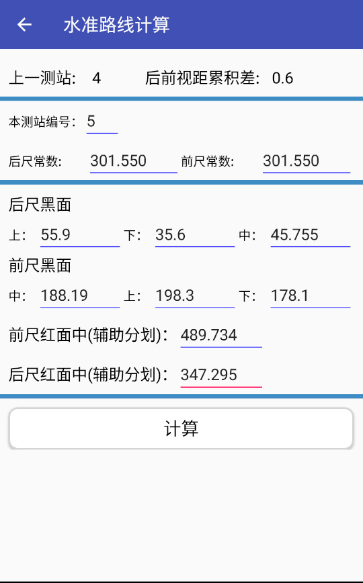 水准路线计算
上一测站: 4 后前视距累积差: 0.6
本测站编号: 5
后尺常数: 301.550 前尺常数: 301.550
后尺黑面
上: 55.9 下: 35.6 中: 45.755
前尺黑面
中: 188.19 上: 198.3 下: 178.1
前尺红面中(辅助分划): 489.734
后尺红面中(辅助分划): 347.295
计算